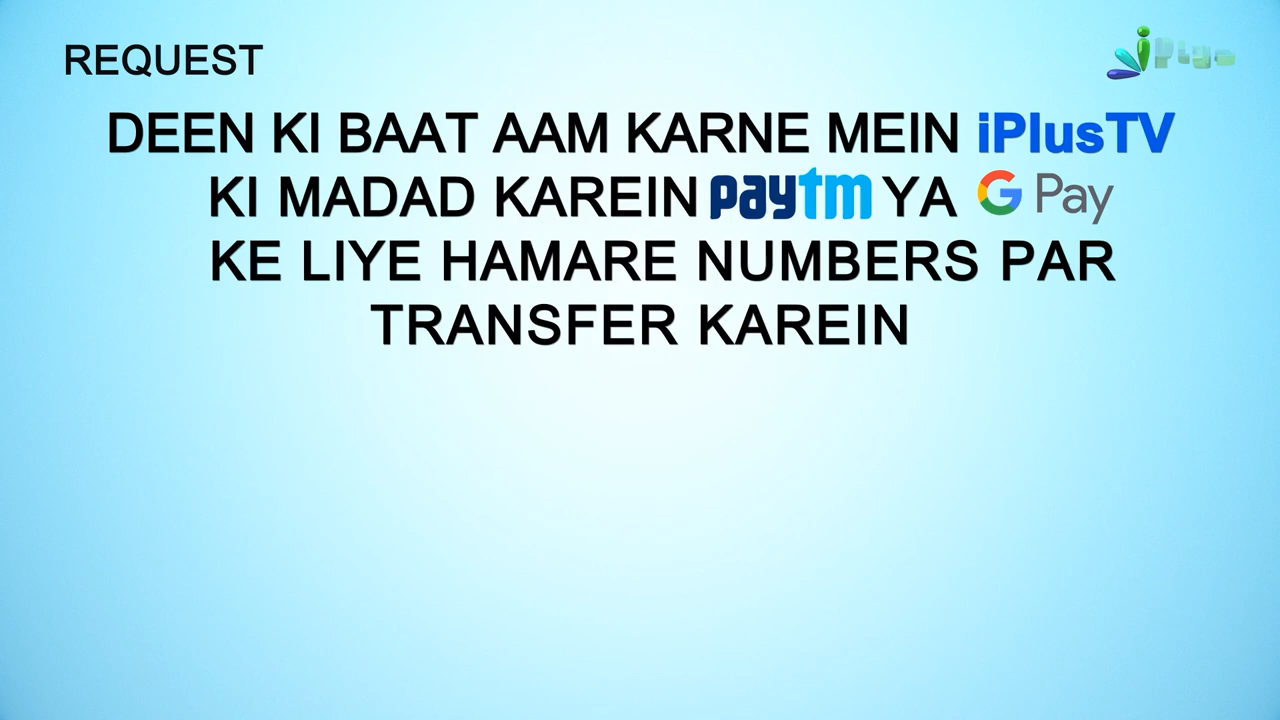 REQUEST
DEEN KI BAAT AAM KARNE MEIN iPlusTV
KI MADAD KAREIN paytm YA G Pay
KE LIYE HAMARE NUMBERS PAR
TRANSFER KAREIN